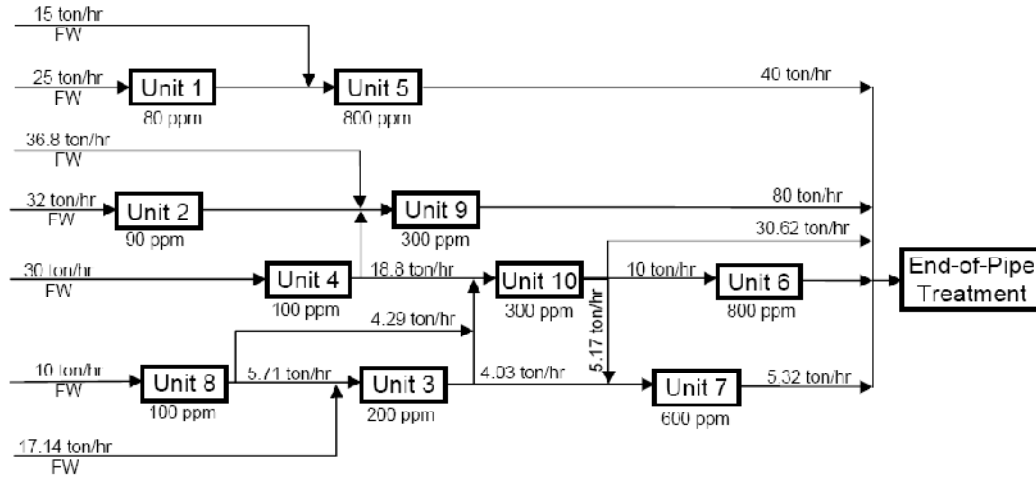 15 ton/hr
FW
25 ton/hr
FW
Unit 1
80 ppm
Unit 5
800 ppm
40 ton/hr
36.8 ton/hr
FW
32 ton/hr
FW
Unit 2
90 ppm
Unit 9
300 ppm
80 ton/hr
30.62 ton/hr
30 ton/hr
FW
Unit 4
100 ppm
18.8 ton/hr
Unit 10
300 ppm
10 ton/hr
Unit 6
800 ppm
End-of-Pipe
Treatment
4.29 ton/hr
5.17 ton/hr
10 ton/hr
FW
Unit 8
100 ppm
5.71 ton/hr
Unit 3
200 ppm
4.03 ton/hr
Unit 7
600 ppm
5.32 ton/hr
17.14 ton/hr
FW